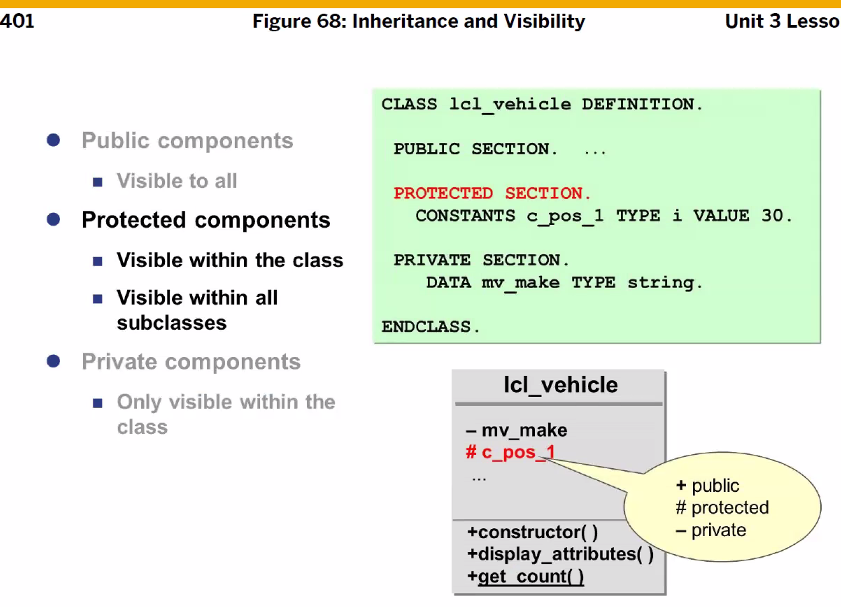 401
Figure 68: Inheritance and Visibility
Unit 3 Lesso
Public components
Visible to all
Protected components
Visible within the class
Visible within all
subclasses
Private components
Only visible within the
class
CLASS lcl_vehicle DEFINITION.
PUBLIC SECTION. ...
PROTECTED SECTION.
CONSTANTS c_pos_1 TYPE i VALUE 30.
PRIVATE SECTION.
DATA mv_make TYPE string.
ENDCLASS.
lcl_vehicle
– mv_make
# c_pos_1
...
+constructor( )
+display_attributes( )
+get_count( )
+ public
# protected
– private